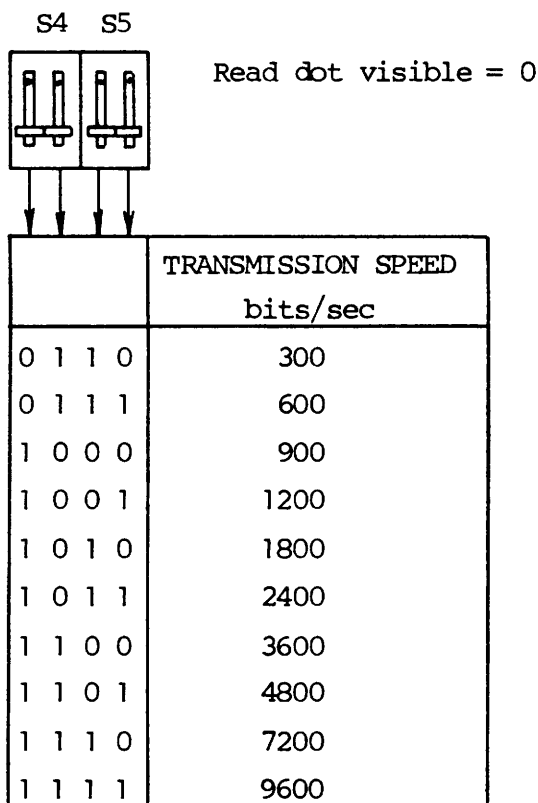 S4 S5
Read dot visible = 0
TRANSMISSION SPEED
bits/sec
0 1 1 0 300
0 1 1 1 600
1 0 0 0 900
1 0 0 1 1200
1 0 1 0 1800
1 0 1 1 2400
1 1 0 0 3600
1 1 0 1 4800
1 1 1 0 7200
1 1 1 1 9600